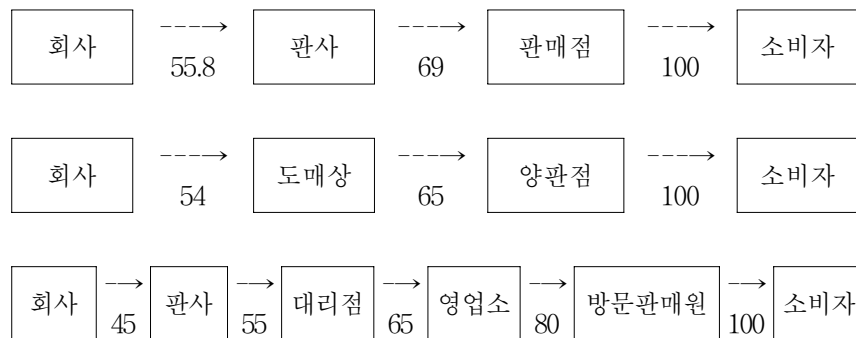 회사 ---→ 판사 ---→ 판매점 ---→ 소비자
55.8 69 100
회사 ---→ 도매상 ---→ 양판점 ---→ 소비자
54 65 100
회사 --→ 판사 --→ 대리점 --→ 영업소 --→ 방문판매원 --→ 소비자
45 55 65 80 100